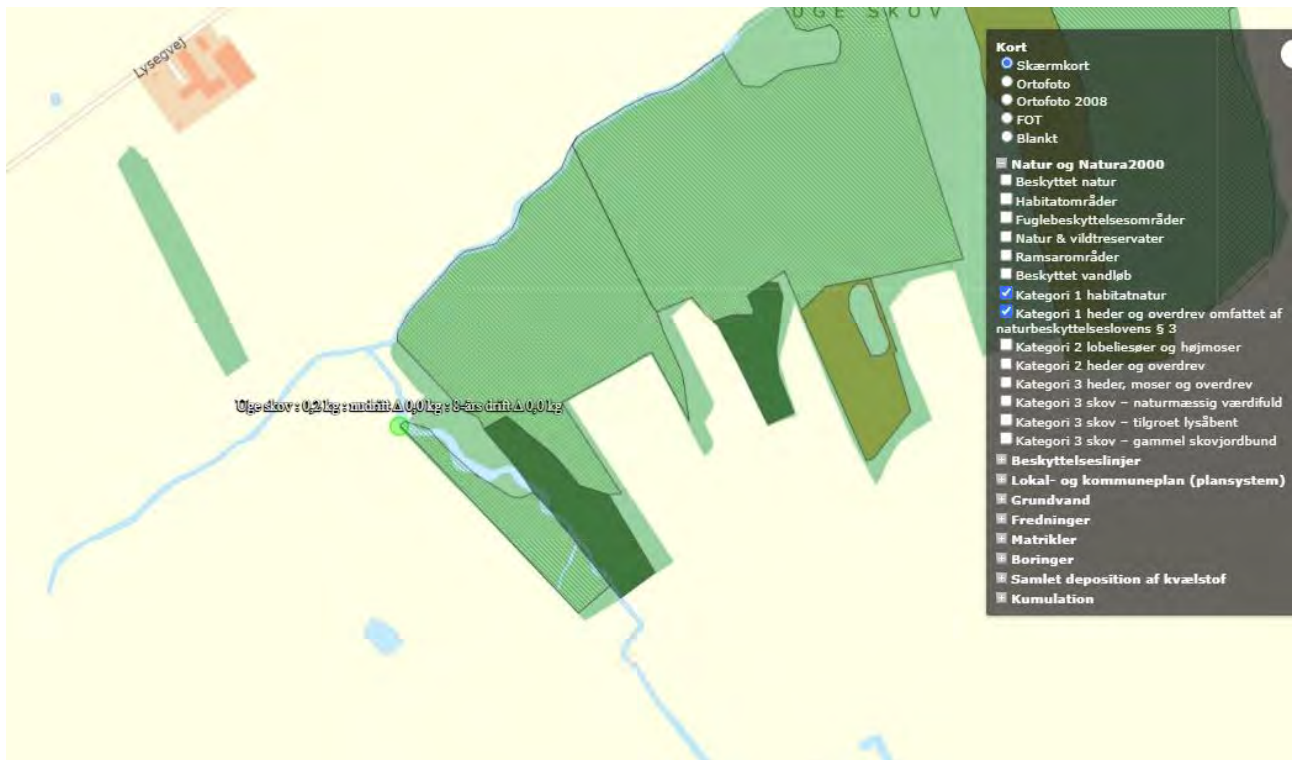 UGE SKOV
Lysegvej
Uge skov : 0,2 kg : nudrift Δ 0,0 kg : 8-års drift Δ 0,0 kg
Kort
Skærmkort
Ortofoto
Ortofoto 2008
FOT
Blankt
Natur og Natura2000
Beskyttet natur
Habitatområder
Fuglebeskyttelsesområder
Natur & vildtreservater
Ramsarområder
Beskyttet vandløb
Kategori 1 habitatnatur
Kategori 1 heder og overdrev omfattet af
naturbeskyttelseslovens § 3
Kategori 2 lobeliesøer og højmoser
Kategori 2 heder og overdrev
Kategori 3 heder, moser og overdrev
Kategori 3 skov – naturmæssig værdifuld
Kategori 3 skov – tilgroet lysåbent
Kategori 3 skov – gammel skovjordbund
Beskyttelseslinjer
Lokal- og kommuneplan (plansystem)
Grundvand
Fredninger
Matrikler
Boringer
Samlet deposition af kvælstof
Kumulation